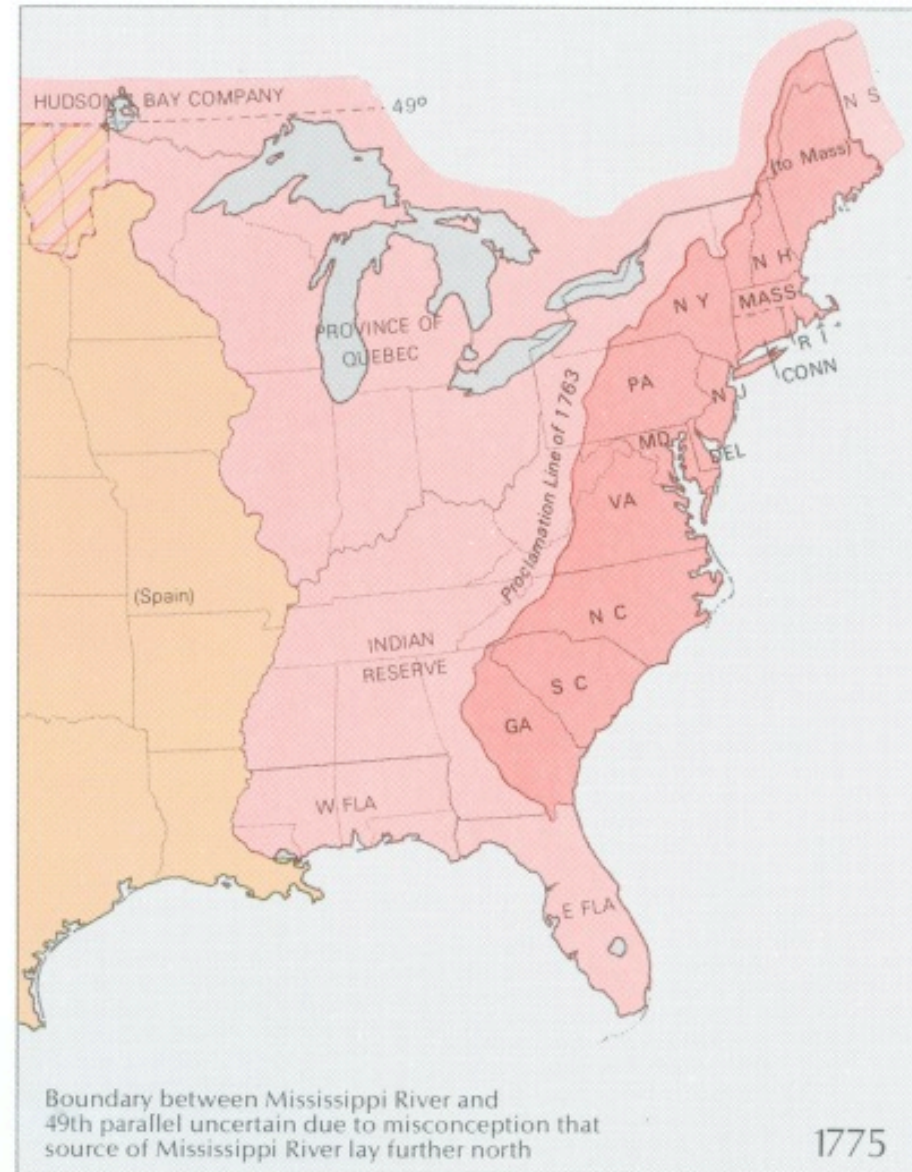 HUDSON'S BAY COMPANY
49º
N S
(to Mass)
N H
N Y
MASS
R I
CONN
PROVINCE OF
QUEBEC
PA
N J
MD
DEL
Proclamation Line of 1763
VA
(Spain)
N C
INDIAN
RESERVE
S C
GA
W FLA
E FLA
Boundary between Mississippi River and
49th parallel uncertain due to misconception that
source of Mississippi River lay further north
1775